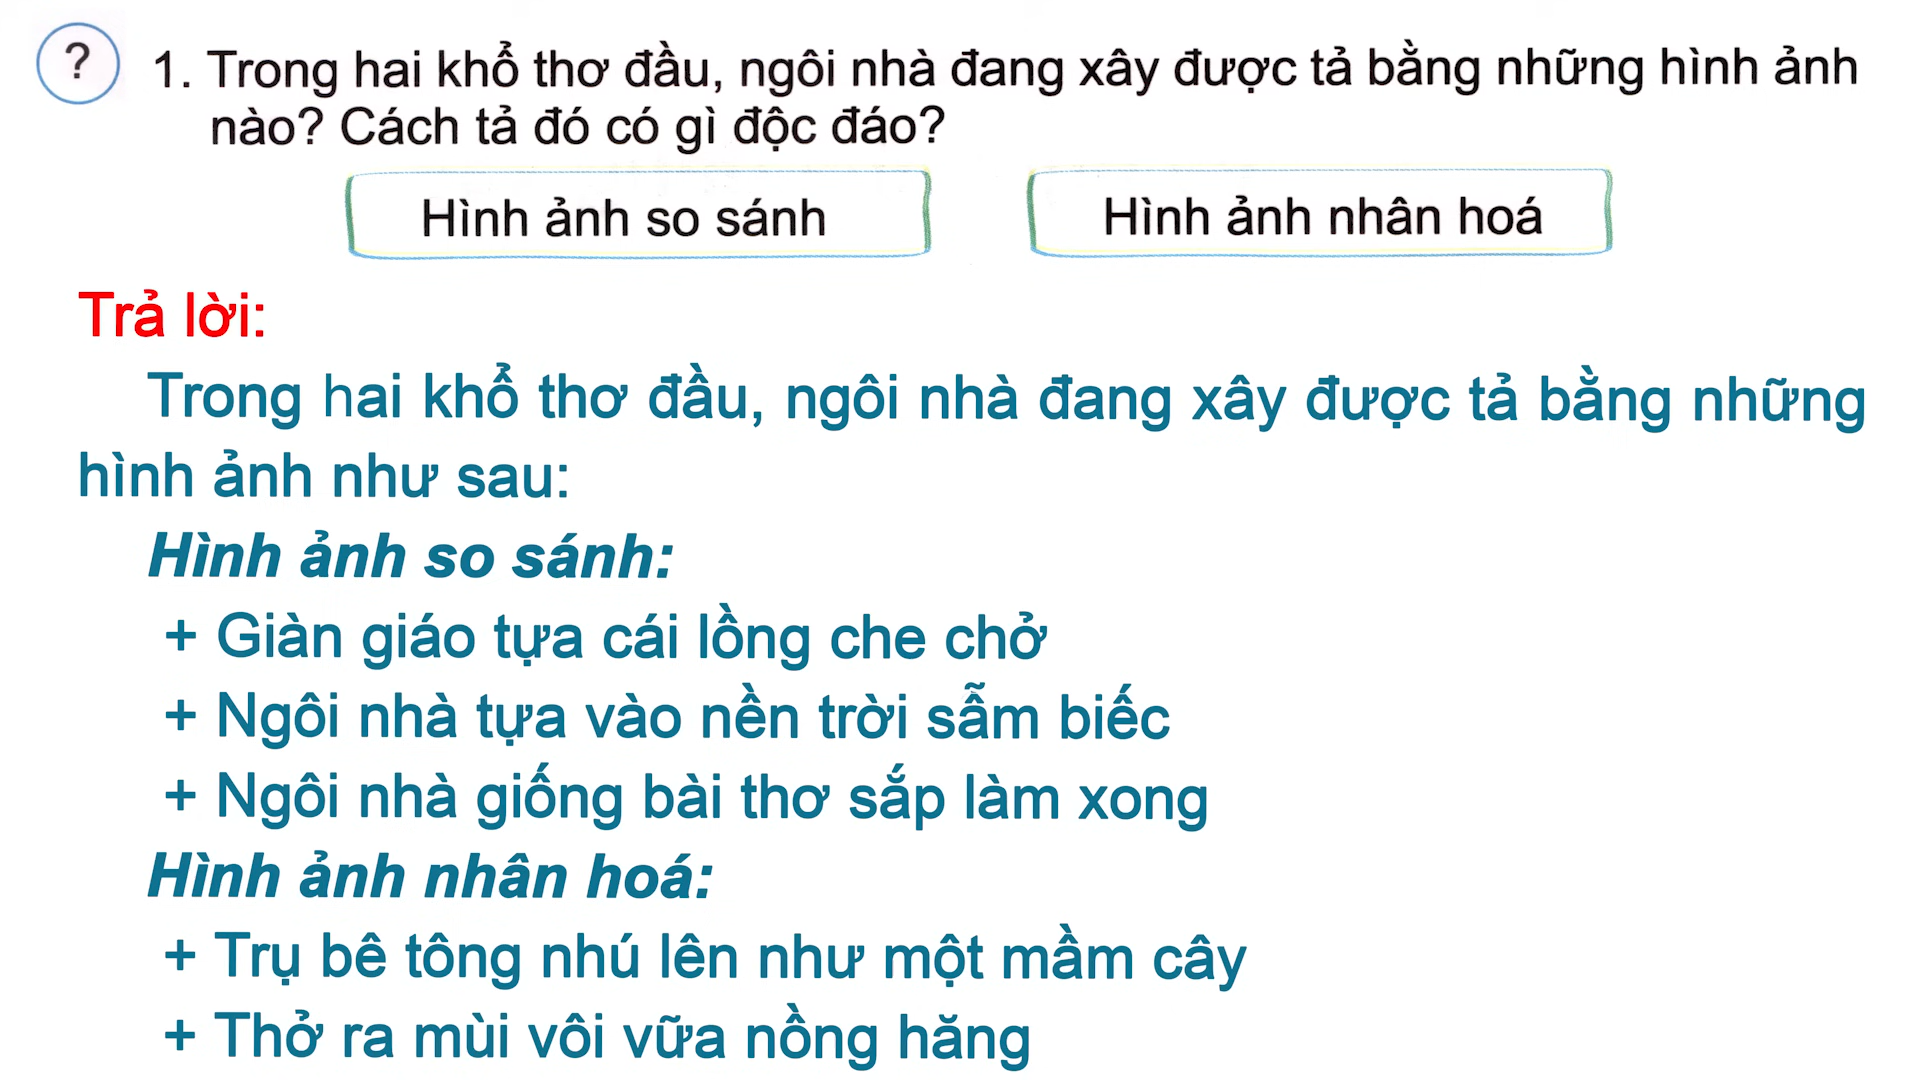 ?
1. Trong hai khổ thơ đầu, ngôi nhà đang xây được tả bằng những hình ảnh
nào? Cách tả đó có gì độc đáo?
Hình ảnh so sánh
Hình ảnh nhân hoá
Trả lời:
Trong hai khổ thơ đầu, ngôi nhà đang xây được tả bằng những
hình ảnh như sau:
Hình ảnh so sánh:
+ Giàn giáo tựa cái lồng che chở
+ Ngôi nhà tựa vào nền trời sẫm biếc
+ Ngôi nhà giống bài thơ sắp làm xong
Hình ảnh nhân hoá:
+ Trụ bê tông nhú lên như một mầm cây
+ Thở ra mùi vôi vữa nồng hăng